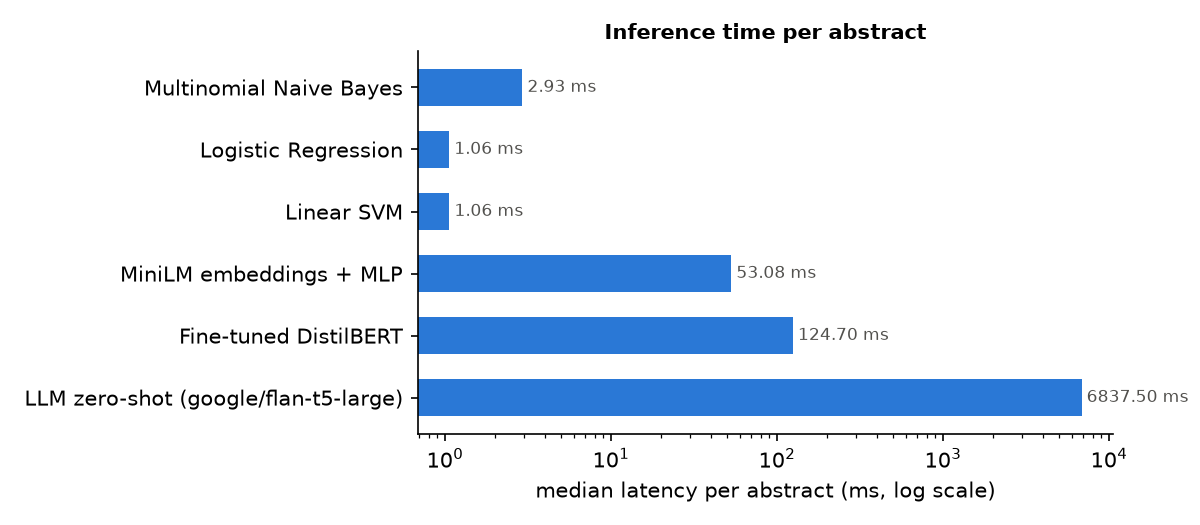 Inference time per abstract
Multinomial Naive Bayes 2.93 ms
Logistic Regression 1.06 ms
Linear SVM 1.06 ms
MiniLM embeddings + MLP 53.08 ms
Fine-tuned DistilBERT 124.70 ms
LLM zero-shot (google/flan-t5-large) 6837.50 ms
10⁰ 10¹ 10² 10³ 10⁴
median latency per abstract (ms, log scale)